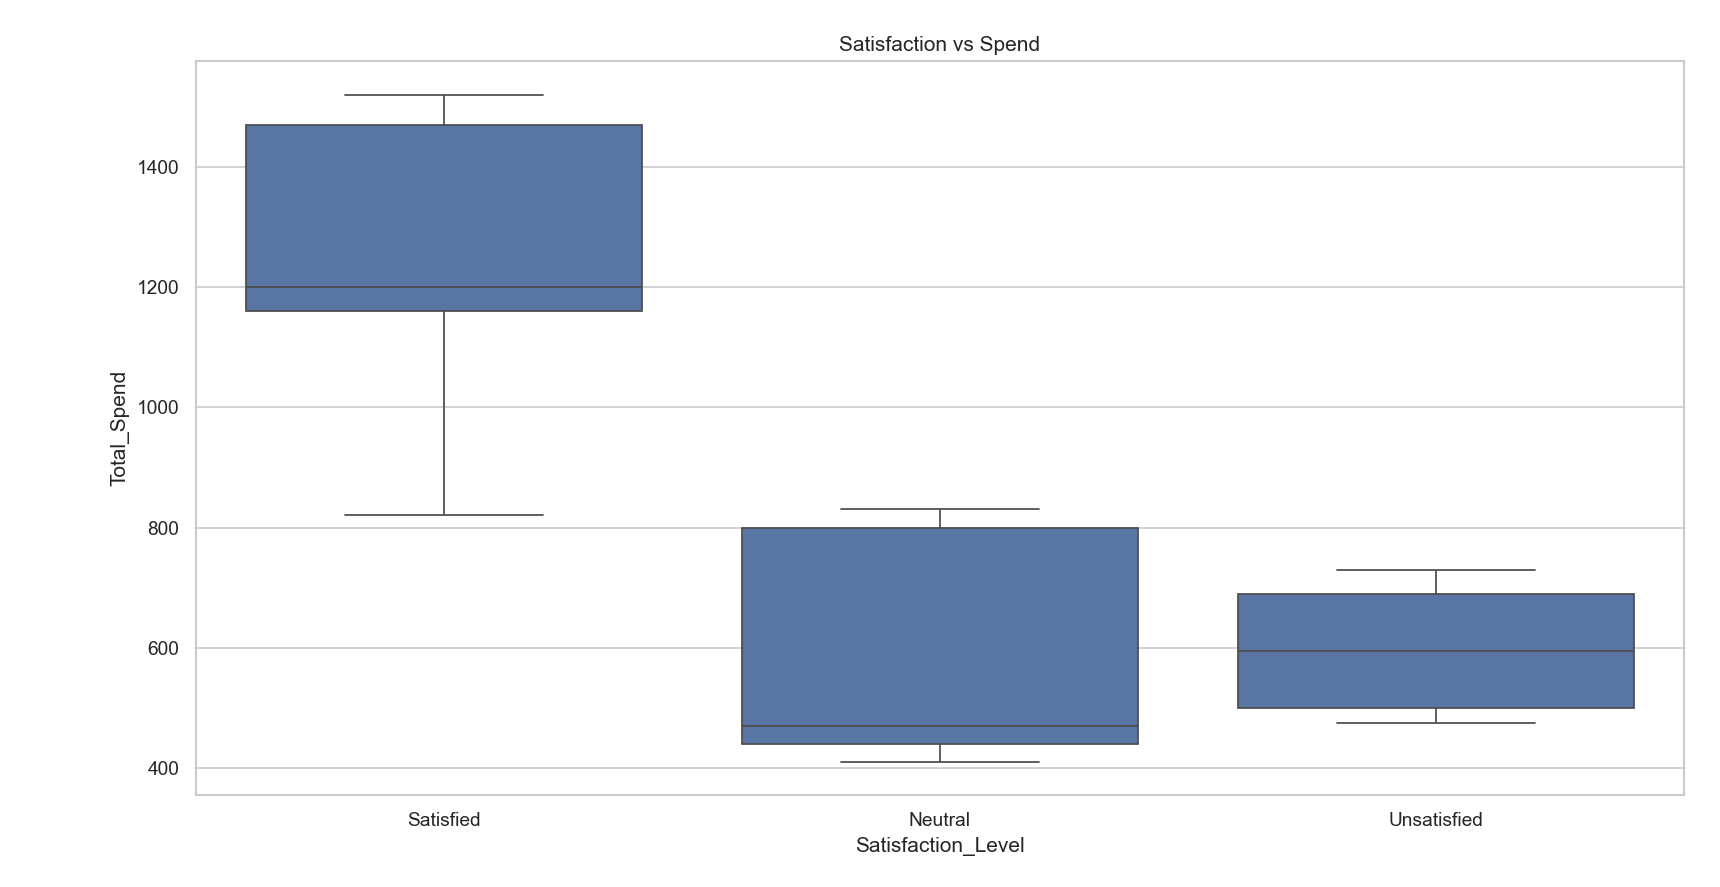 Satisfaction vs Spend
Total_Spend
1400
1200
1000
800
600
400
Satisfied Neutral Unsatisfied
Satisfaction_Level